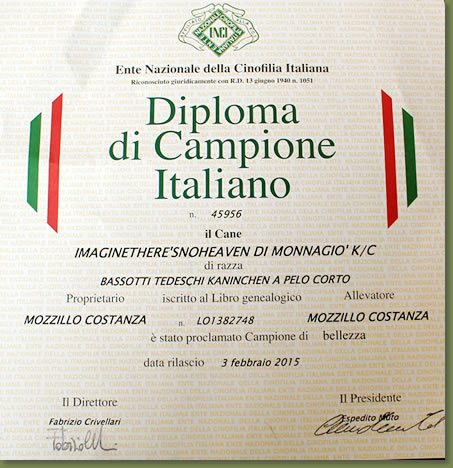 ENCI
Ente Nazionale della Cinofilia Italiana
Riconosciuto giuridicamente con R.D. 13 giugno 1940 n. 1051
Diploma
di Campione
Italiano
n. 45956
il Cane
IMAGINETHERE'SNOHEAVEN DI MONNAGIO' K/C
di razza
BASSOTTI TEDESCHI KANINCHEN A PELO CORTO
Proprietario iscritto al Libro genealogico Allevatore
MOZZILLO COSTANZA n. LO1382748 MOZZILLO COSTANZA
è stato proclamato Campione di bellezza
data rilascio 3 febbraio 2015
Il Direttore Il Presidente
Fabrizio Crivellari Espedito Muto